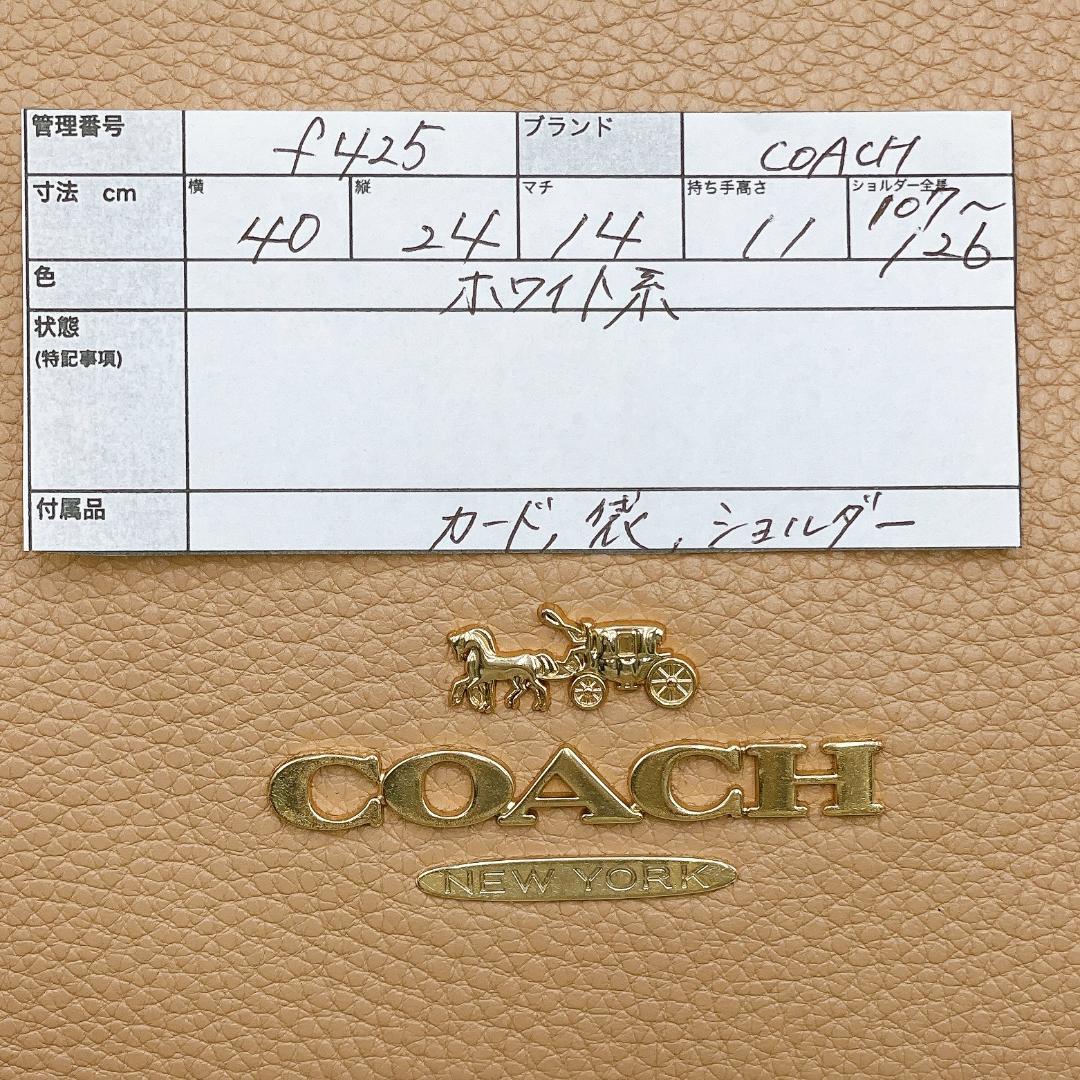 管理番号 f425 ブランド COACH
寸法 cm 横 40 縦 24 マチ 14 持ち手高さ 11 ショルダー全長 107〜
126
色 ホワイト系
状態
(特記事項)
付属品 カード, 袋, ショルダー
COACH
NEW YORK